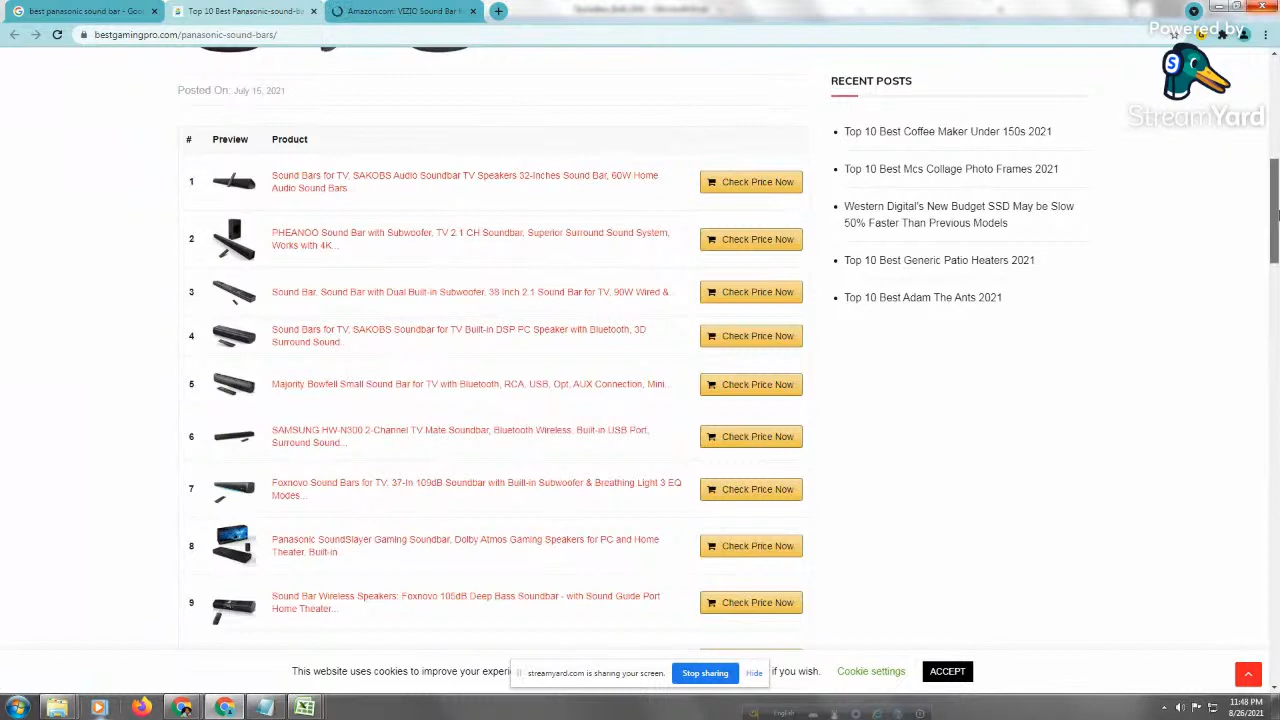 best panasonic sound bar - Goo
Top 10 Best Panasonic-sound-ba
Amazon.com: VIZIO Sound Bar f
bestgamingpro.com/panasonic-sound-bars/
Powered by
StreamYard
Posted On: July 15, 2021
# Preview Product
1 Sound Bars for TV, SAKOBS Audio Soundbar TV Speakers 32-Inches Sound Bar, 60W Home
Audio Sound Bars...
Check Price Now
2 PHEANOO Sound Bar with Subwoofer, TV 2.1 CH Soundbar, Superior Surround Sound System,
Works with 4K...
Check Price Now
3 Sound Bar, Sound Bar with Dual Built-in Subwoofer, 38 Inch 2.1 Sound Bar for TV, 90W Wired &...
Check Price Now
4 Sound Bars for TV, SAKOBS Soundbar for TV Built-in DSP PC Speaker with Bluetooth, 3D
Surround Sound...
Check Price Now
5 Majority Bowfell Small Sound Bar for TV with Bluetooth, RCA, USB, Opt, AUX Connection, Mini...
Check Price Now
6 SAMSUNG HW-N300 2-Channel TV Mate Soundbar, Bluetooth Wireless, Built-in USB Port,
Surround Sound...
Check Price Now
7 Foxnovo Sound Bars for TV, 37-In 109dB Soundbar with Built-in Subwoofer & Breathing Light 3 EQ
Modes...
Check Price Now
8 Panasonic SoundSlayer Gaming Soundbar, Dolby Atmos Gaming Speakers for PC and Home
Theater, Built-in
Check Price Now
9 Sound Bar Wireless Speakers: Foxnovo 105dB Deep Bass Soundbar - with Sound Guide Port
Home Theater...
Check Price Now
RECENT POSTS
Top 10 Best Coffee Maker Under 150s 2021
Top 10 Best Mcs Collage Photo Frames 2021
Western Digital's New Budget SSD May be Slow
50% Faster Than Previous Models
Top 10 Best Generic Patio Heaters 2021
Top 10 Best Adam The Ants 2021
This website uses cookies to improve your experi
if you wish.
Cookie settings
ACCEPT
streamyard.com is sharing your screen.
Stop sharing
Hide
English
11:48 PM
8/26/2021